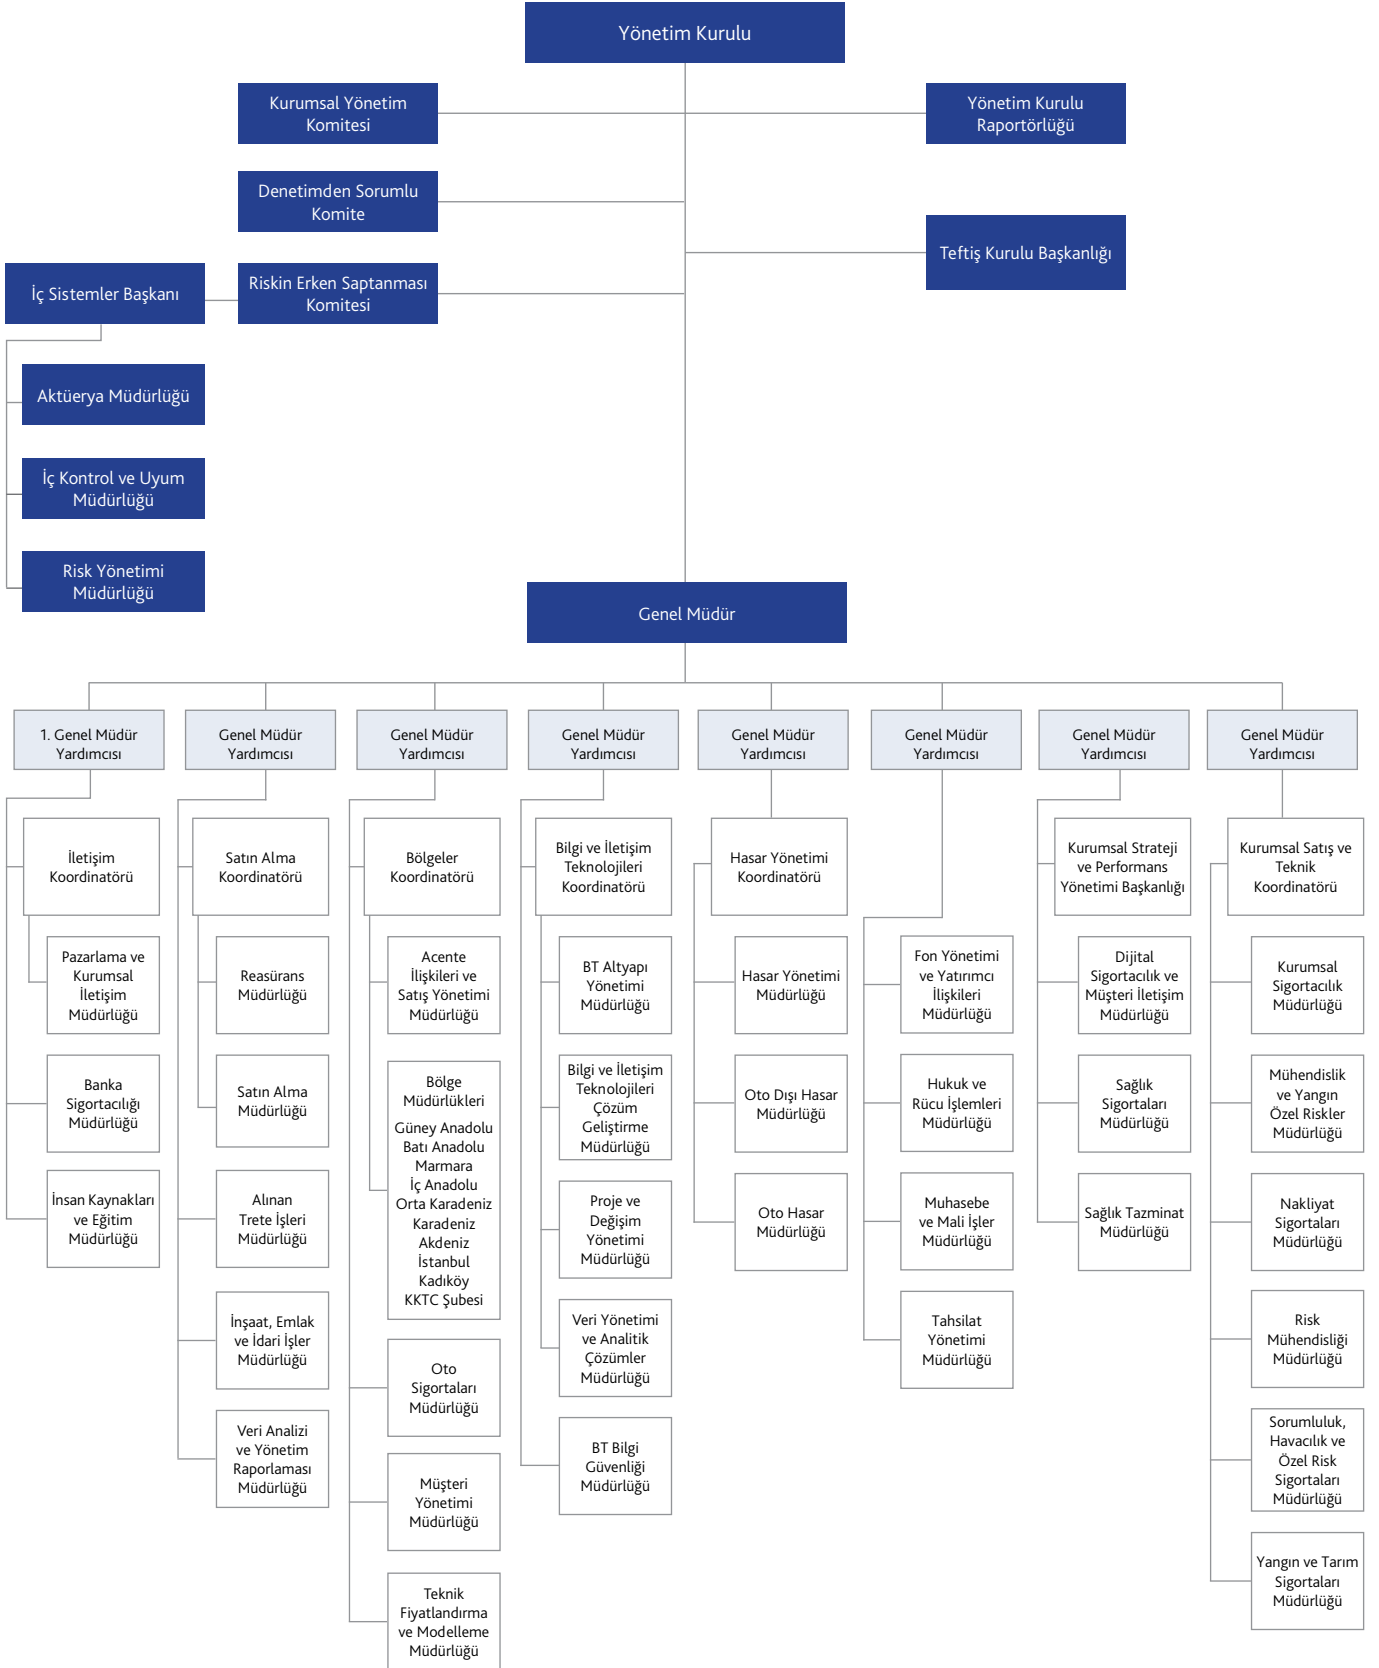 Yönetim Kurulu
Kurumsal Yönetim
Komitesi
Yönetim Kurulu
Raportörlüğü
Denetimden Sorumlu
Komite
Teftiş Kurulu Başkanlığı
İç Sistemler Başkanı
Riskin Erken Saptanması
Komitesi
Aktüerya Müdürlüğü
İç Kontrol ve Uyum
Müdürlüğü
Risk Yönetimi
Müdürlüğü
Genel Müdür
1. Genel Müdür
Yardımcısı
Genel Müdür
Yardımcısı
Genel Müdür
Yardımcısı
Genel Müdür
Yardımcısı
Genel Müdür
Yardımcısı
Genel Müdür
Yardımcısı
Genel Müdür
Yardımcısı
Genel Müdür
Yardımcısı
İletişim
Koordinatörü
Pazarlama ve
Kurumsal
İletişim
Müdürlüğü
Banka
Sigortacılığı
Müdürlüğü
İnsan Kaynakları
ve Eğitim
Müdürlüğü
Satın Alma
Koordinatörü
Reasürans
Müdürlüğü
Satın Alma
Müdürlüğü
Alınan
Trete İşleri
Müdürlüğü
İnşaat, Emlak
ve İdari İşler
Müdürlüğü
Veri Analizi
ve Yönetim
Raporlaması
Müdürlüğü
Bölgeler
Koordinatörü
Acente
İlişkileri ve
Satış Yönetimi
Müdürlüğü
Bölge
Müdürlükleri
Güney Anadolu
Batı Anadolu
Marmara
İç Anadolu
Orta Karadeniz
Karadeniz
Akdeniz
İstanbul
Kadıköy
KKTC Şubesi
Oto
Sigortaları
Müdürlüğü
Müşteri
Yönetimi
Müdürlüğü
Teknik
Fiyatlandırma
ve Modelleme
Müdürlüğü
Bilgi ve İletişim
Teknolojileri
Koordinatörü
BT Altyapı
Yönetimi
Müdürlüğü
Bilgi ve İletişim
Teknolojileri
Çözüm
Geliştirme
Müdürlüğü
Proje ve
Değişim
Yönetimi
Müdürlüğü
Veri Yönetimi
ve Analitik
Çözümler
Müdürlüğü
BT Bilgi
Güvenliği
Müdürlüğü
Hasar Yönetimi
Koordinatörü
Hasar Yönetimi
Müdürlüğü
Oto Dışı Hasar
Müdürlüğü
Oto Hasar
Müdürlüğü
Fon Yönetimi
ve Yatırımcı
İlişkileri
Müdürlüğü
Hukuk ve
Rücu İşlemleri
Müdürlüğü
Muhasebe
ve Mali İşler
Müdürlüğü
Tahsilat
Yönetimi
Müdürlüğü
Kurumsal Strateji
ve Performans
Yönetimi Başkanlığı
Dijital
Sigortacılık ve
Müşteri İletişim
Müdürlüğü
Sağlık
Sigortaları
Müdürlüğü
Sağlık Tazminat
Müdürlüğü
Kurumsal Satış ve
Teknik
Koordinatörü
Kurumsal
Sigortacılık
Müdürlüğü
Mühendislik
ve Yangın
Özel Riskler
Müdürlüğü
Nakliyat
Sigortaları
Müdürlüğü
Risk
Mühendisliği
Müdürlüğü
Sorumluluk,
Havacılık ve
Özel Risk
Sigortaları
Müdürlüğü
Yangın ve Tarım
Sigortaları
Müdürlüğü